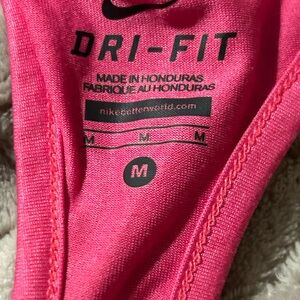 DRI-FIT
MADE IN HONDURAS
FABRIQUÉ AU HONDURAS
nikebetterworld.com
M M M
M